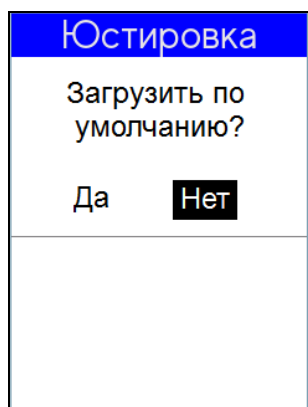 Юстировка
Загрузить по
умолчанию?
Да Нет